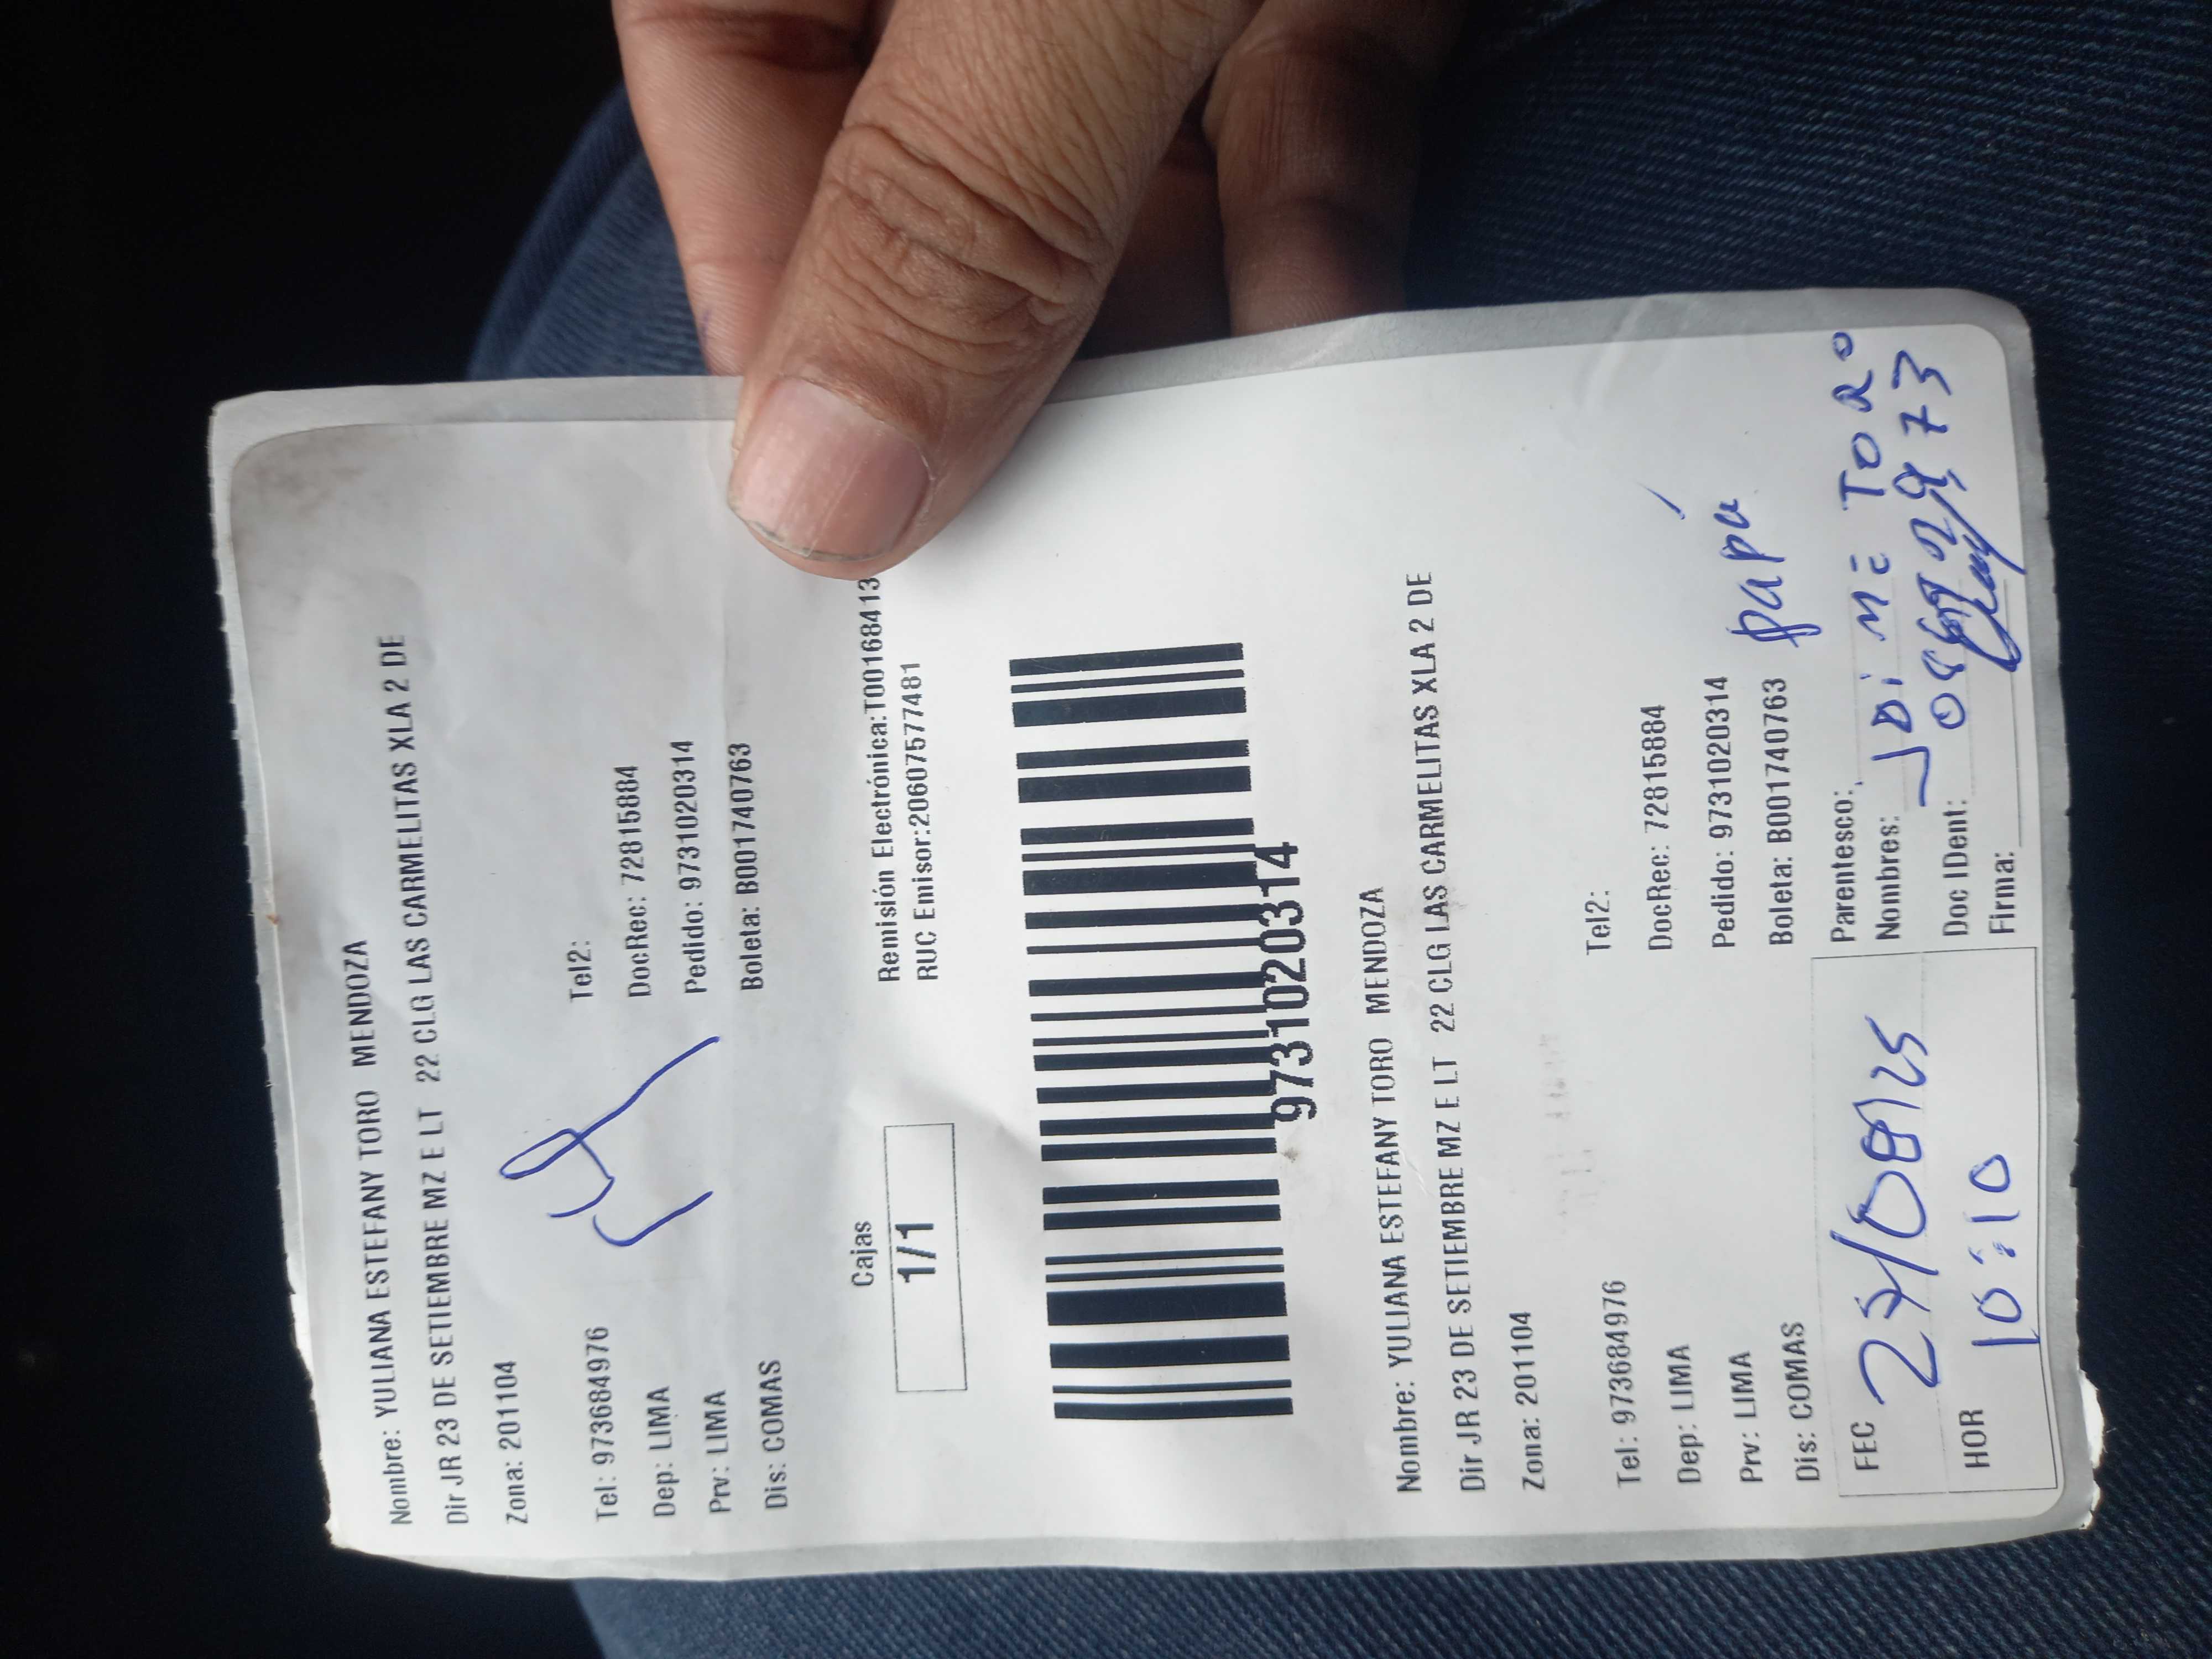 Nombre: YULIANA ESTEFANY TORO MENDOZA
Dir JR 23 DE SETIEMBRE MZ E LT 22 CLG LAS CARMELITAS XLA 2 DE
Zona: 201104
Tel: 973684976 Tel2:
Dep: LIMA DocRec: 72815884
Prv: LIMA Pedido: 9731020314
Dis: COMAS Boleta: B001740763
Cajas
1/1
Remisión Electrónica:T00168413
RUC Emisor:20607577481
9731020314
Nombre: YULIANA ESTEFANY TORO MENDOZA
Dir JR 23 DE SETIEMBRE MZ E LT 22 CLG LAS CARMELITAS XLA 2 DE
Zona: 201104
Tel: 973684976 Tel2:
Dep: LIMA DocRec: 72815884
Prv: LIMA Pedido: 9731020314
Dis: COMAS Boleta: B001740763
papá
FEC Parentesco:
Nombres: TORO
HOR 10:10 Doc IDent:
Firma: